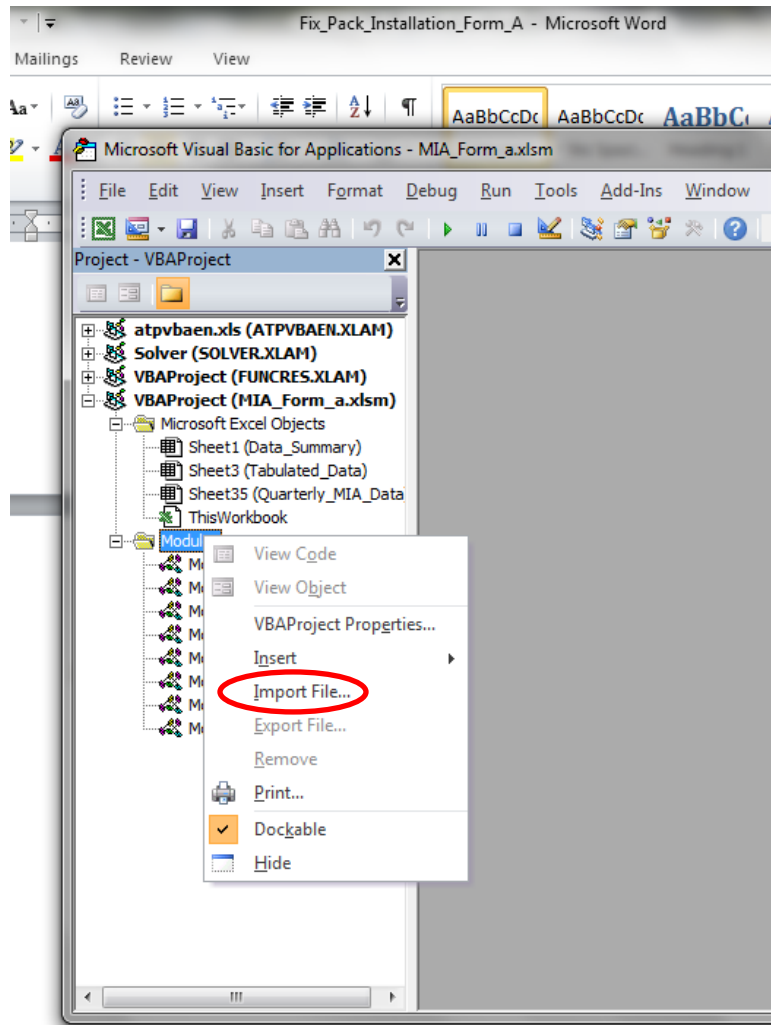 Fix_Pack_Installation_Form_A - Microsoft Word
Mailings Review View
Aa
AaBbCcDc AaBbCcDc AaBbC
Microsoft Visual Basic for Applications - MIA_Form_a.xlsm
File Edit View Insert Format Debug Run Tools Add-Ins Window
Project - VBAProject
atpvbaen.xls (ATPVBAEN.XLAM)
Solver (SOLVER.XLAM)
VBAProject (FUNCRES.XLAM)
VBAProject (MIA_Form_a.xlsm)
Microsoft Excel Objects
Sheet1 (Data_Summary)
Sheet3 (Tabulated_Data)
Sheet35 (Quarterly_MIA_Data
ThisWorkbook
Modul
View Code
View Object
VBAProject Properties...
Insert
Import File...
Export File...
Remove
Print...
Dockable
Hide